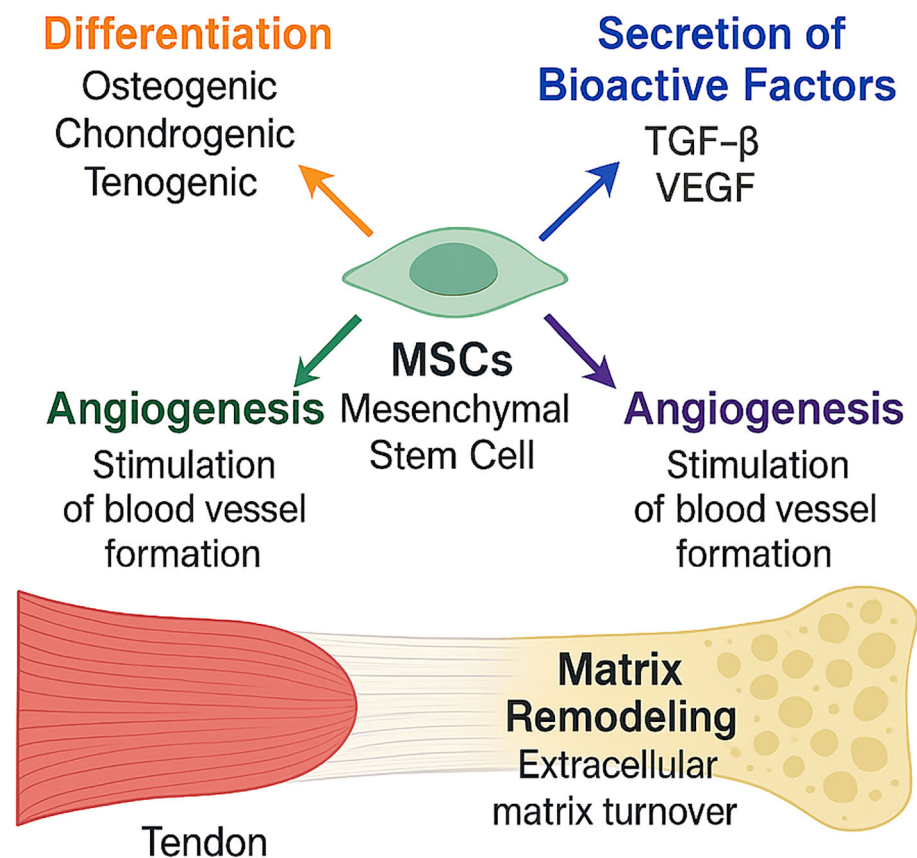 Differentiation
Osteogenic
Chondrogenic
Tenogenic
Secretion of
Bioactive Factors
TGF-β
VEGF
MSCs
Mesenchymal
Stem Cell
Angiogenesis
Stimulation
of blood vessel
formation
Angiogenesis
Stimulation
of blood vessel
formation
Matrix
Remodeling
Extracellular
matrix turnover
Tendon